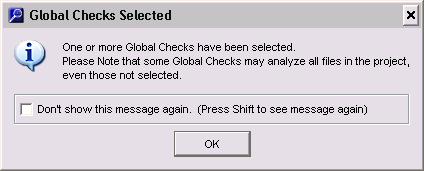 Global Checks Selected
One or more Global Checks have been selected.
Please Note that some Global Checks may analyze all files in the project,
even those not selected.
Don't show this message again. (Press Shift to see message again)
OK